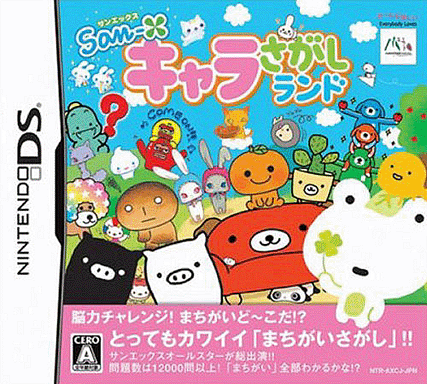 サンエックス
San-X
キャラさがし
ランド
Everybody Loves
COME ON!!
?
NINTENDO DS
脳力チャレンジ!まちがいど〜こだ!?
とってもカワイイ「まちがいさがし」!!
サンエックスオールスターが総出演!!
問題数は12000問以上!「まちがい」全部わかるかな!?
CERO
A
NTR-AXCJ-JPN